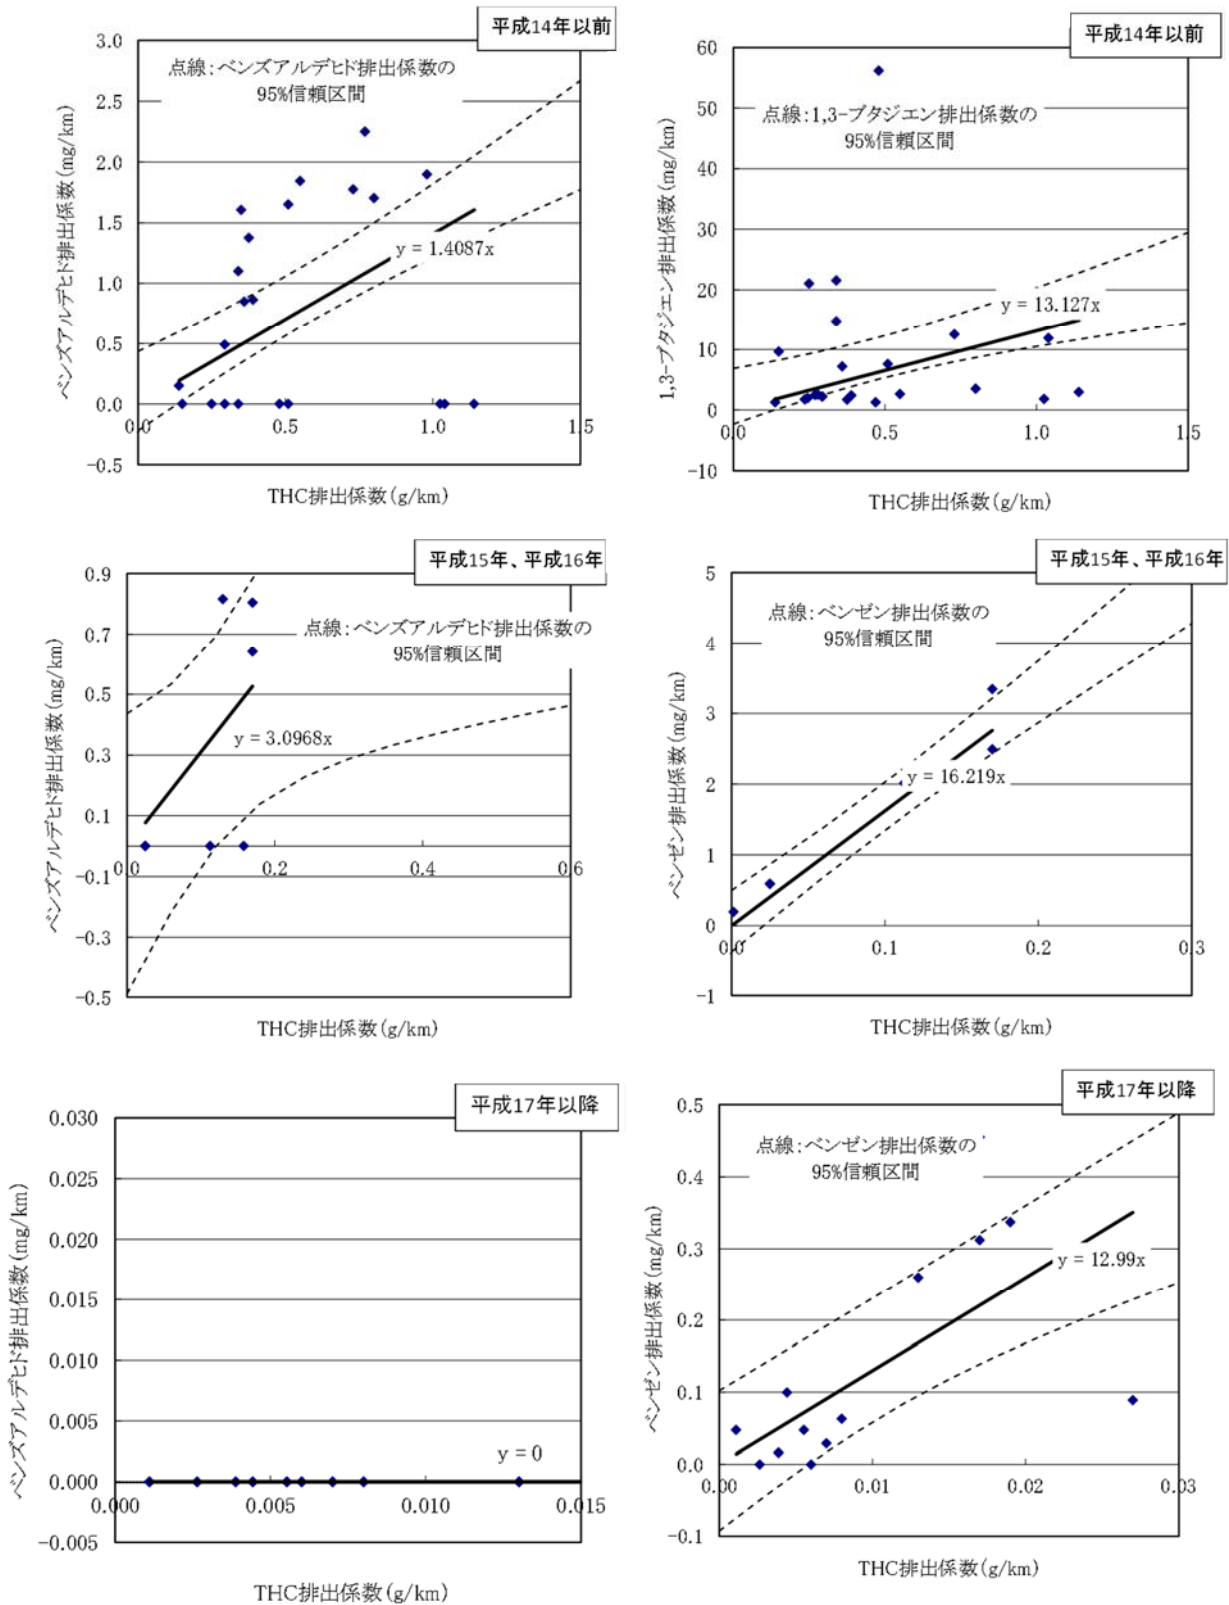 平成14年以前
3.0
2.5
2.0
1.5
1.0
0.5
0.0
-0.5
点線：ベンズアルデヒド排出係数の
95%信頼区間
y = 1.4087x
0.0
0.5
1.0
1.5
ベンズアルデヒド排出係数(mg/km)
THC排出係数(g/km)
平成14年以前
60
50
40
30
20
10
0
-10
点線：1,3-ブタジエン排出係数の
95%信頼区間
y = 13.127x
0.0
0.5
1.0
1.5
1,3-ブタジエン排出係数(mg/km)
THC排出係数(g/km)
平成15年、平成16年
0.9
0.7
0.5
0.3
0.1
-0.1
-0.3
-0.5
点線：ベンズアルデヒド排出係数の
95%信頼区間
y = 3.0968x
0.0
0.2
0.4
0.6
ベンズアルデヒド排出係数(mg/km)
THC排出係数(g/km)
平成15年、平成16年
5
4
3
2
1
0
-1
点線：ベンゼン排出係数の
95%信頼区間
y = 16.219x
0.0
0.1
0.2
0.3
ベンゼン排出係数(mg/km)
THC排出係数(g/km)
平成17年以降
0.030
0.025
0.020
0.015
0.010
0.005
0.000
-0.005
y = 0
0.000
0.005
0.010
0.015
ベンズアルデヒド排出係数(mg/km)
THC排出係数(g/km)
平成17年以降
0.5
0.4
0.3
0.2
0.1
0.0
-0.1
点線：ベンゼン排出係数の
95%信頼区間
y = 12.99x
0.00
0.01
0.02
0.03
ベンゼン排出係数(mg/km)
THC排出係数(g/km)